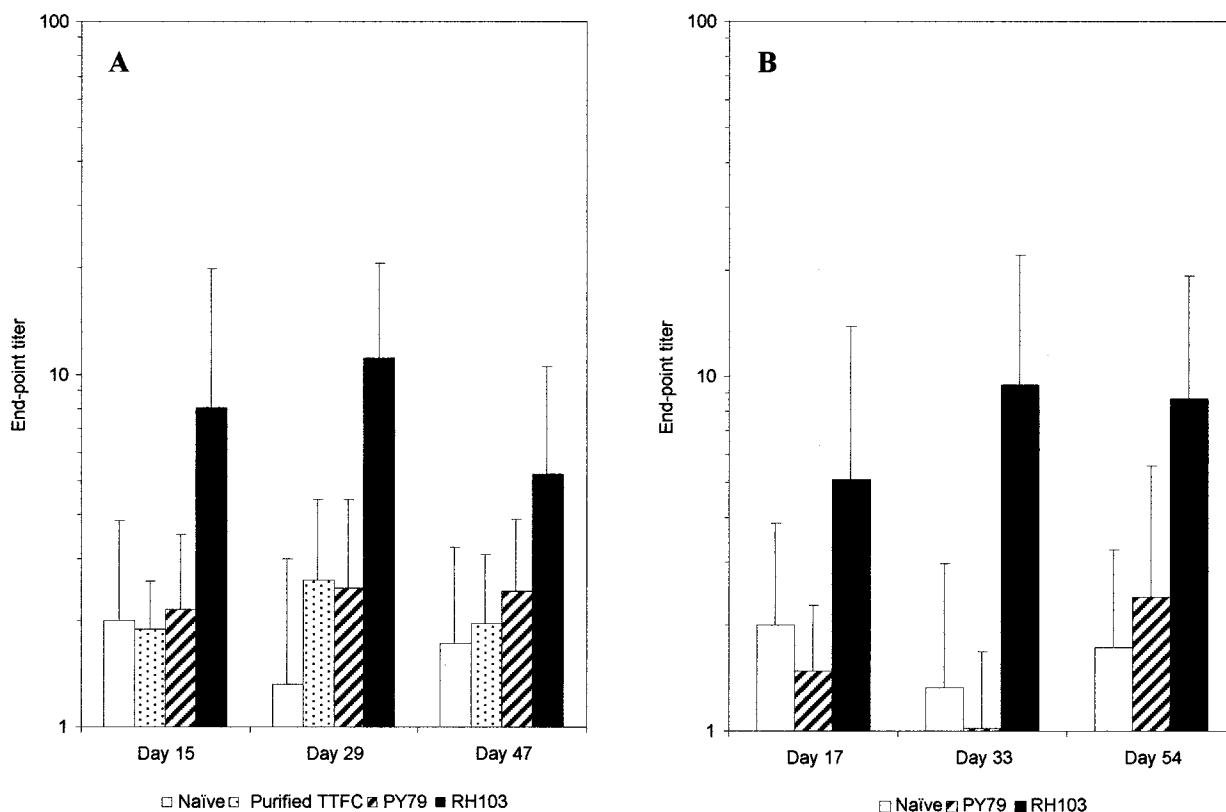 A
100
10
1
End-point titer
Day 15 Day 29 Day 47
Naïve Purified TTFC PY79 RH103
B
100
10
1
End-point titer
Day 17 Day 33 Day 54
Naïve PY79 RH103